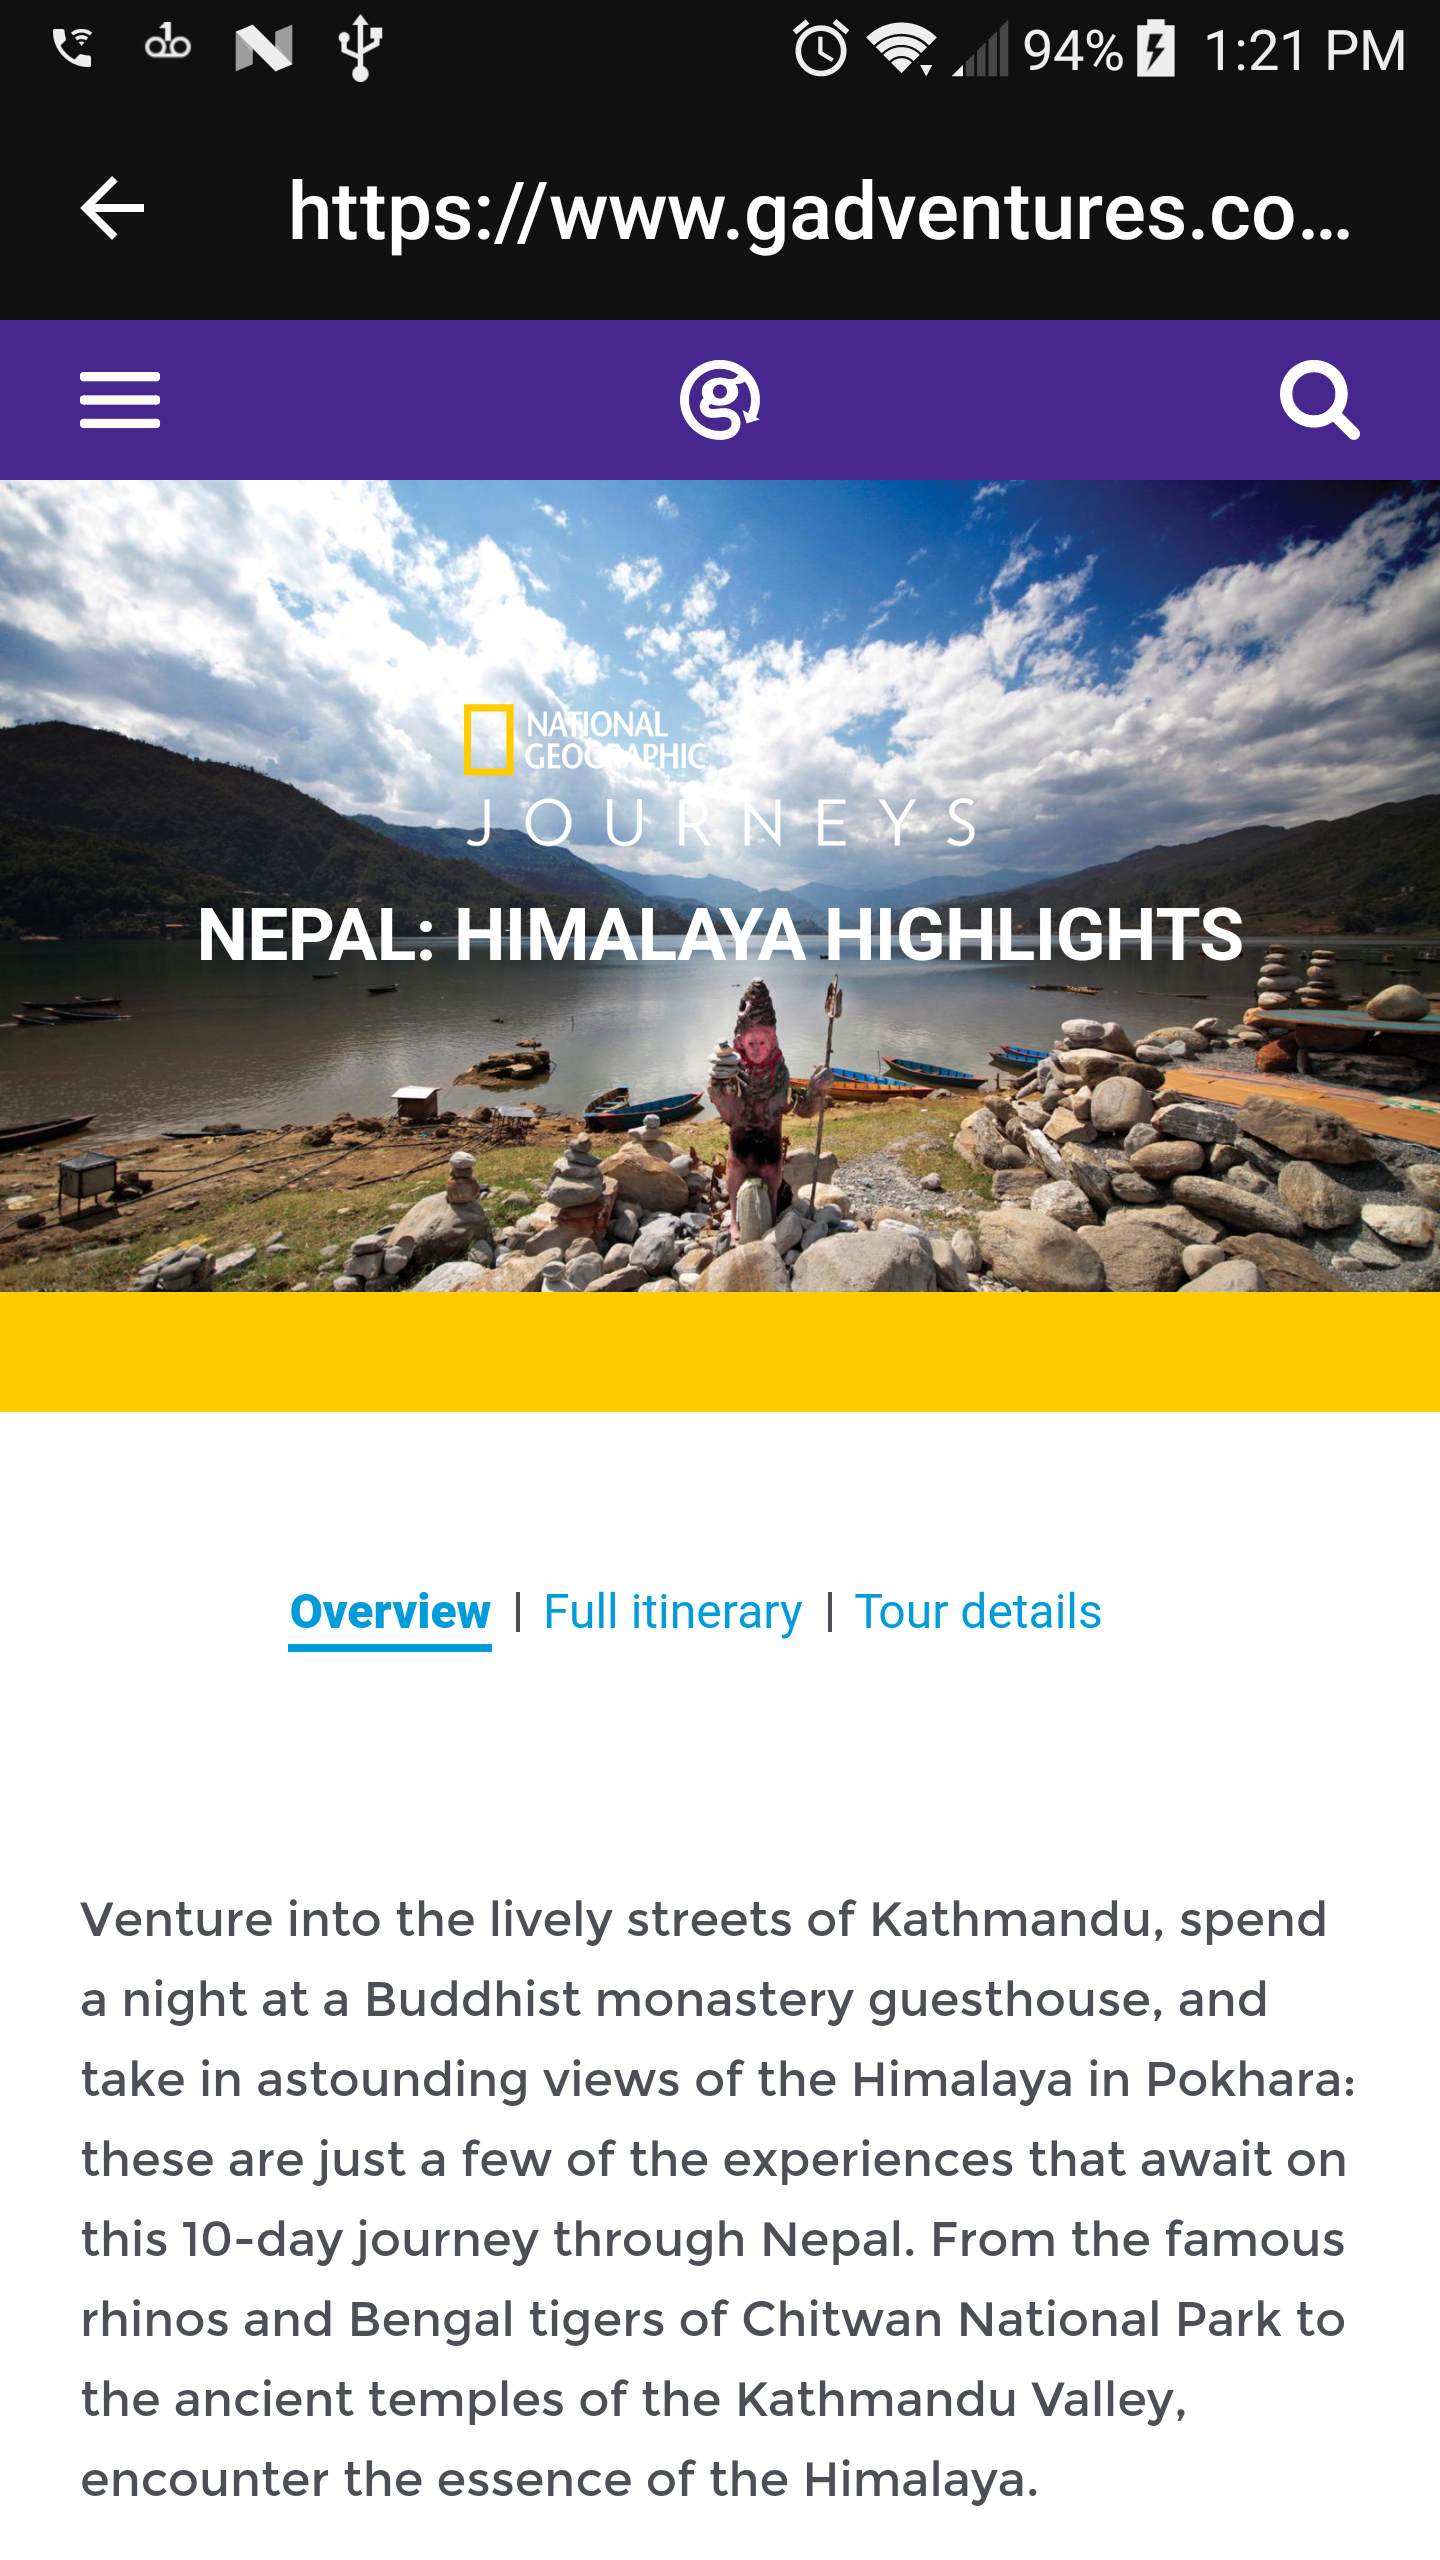 94% 1:21 PM
https://www.gadventures.co...
NATIONAL
GEOGRAPHIC
JOURNEYS
NEPAL: HIMALAYA HIGHLIGHTS
Overview | Full itinerary | Tour details
Venture into the lively streets of Kathmandu, spend
a night at a Buddhist monastery guesthouse, and
take in astounding views of the Himalaya in Pokhara:
these are just a few of the experiences that await on
this 10-day journey through Nepal. From the famous
rhinos and Bengal tigers of Chitwan National Park to
the ancient temples of the Kathmandu Valley,
encounter the essence of the Himalaya.